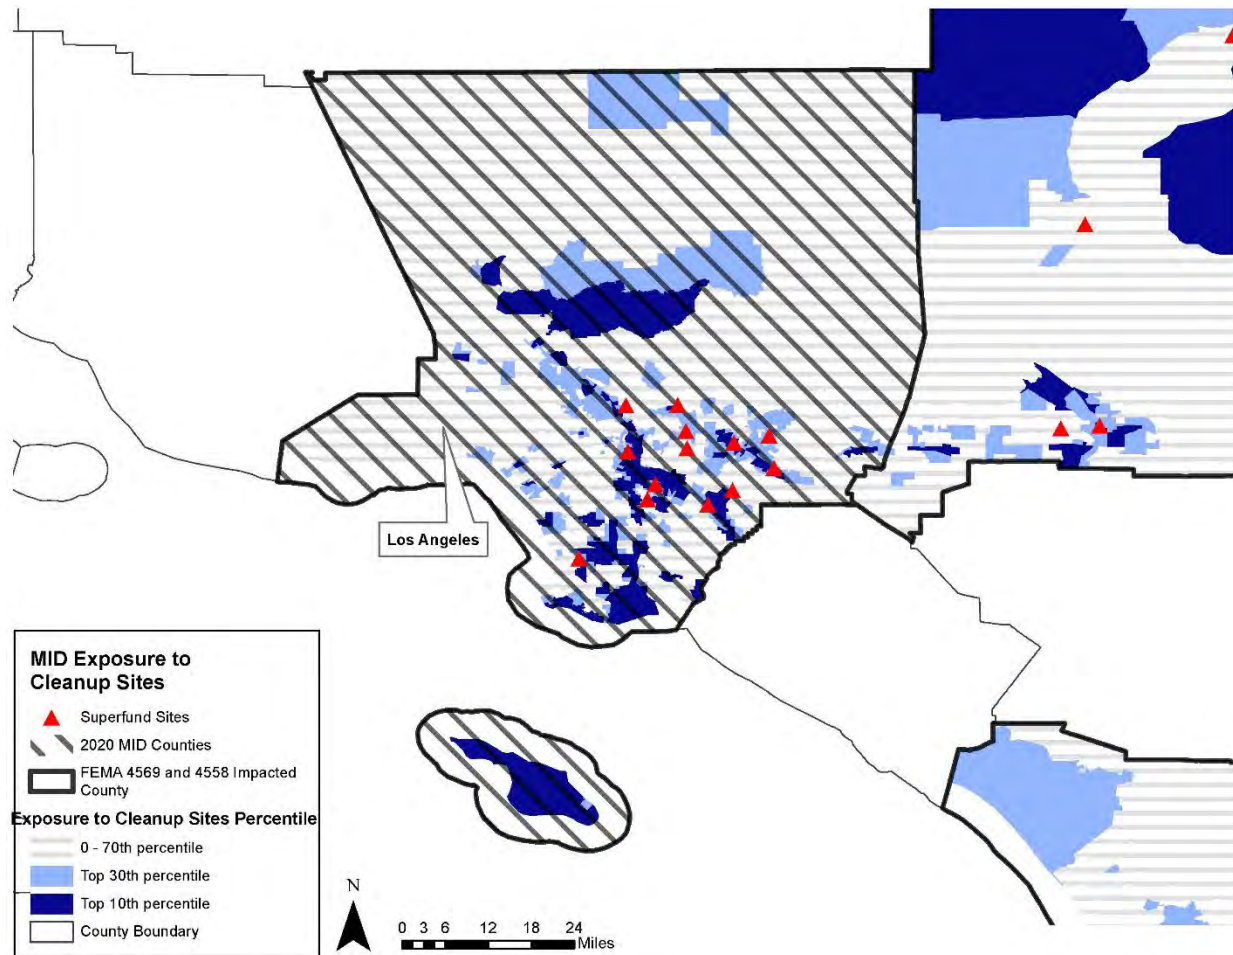 Los Angeles
MID Exposure to
Cleanup Sites
Superfund Sites
2020 MID Counties
FEMA 4569 and 4558 Impacted
County
Exposure to Cleanup Sites Percentile
0 - 70th percentile
Top 30th percentile
Top 10th percentile
County Boundary
N
0 3 6 12 18 24
Miles